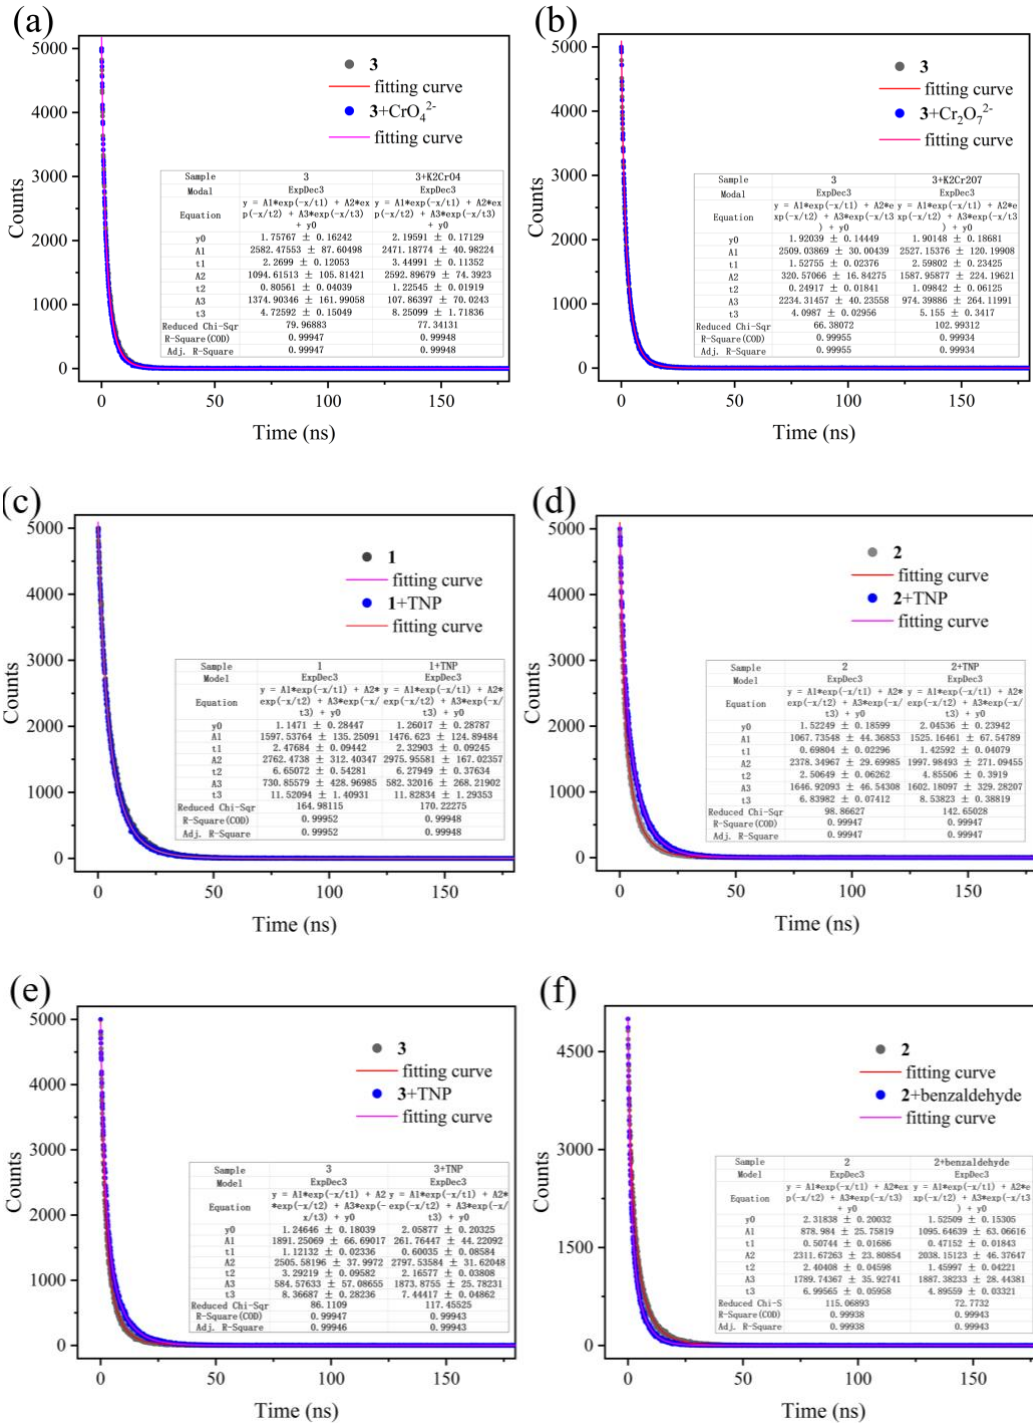 (a)
5000
4000
3000
2000
1000
0
Counts
0 50 100 150
Time (ns)
3
fitting curve
3+CrO₄²⁻
fitting curve
Sample 3 3+K2Cr04
Modal ExpDec3 ExpDec3
Equation y = A1*exp(-x/t1) + A2*ex y = A1*exp(-x/t1) + A2*ex
p(-x/t2) + A3*exp(-x/t3) p(-x/t2) + A3*exp(-x/t3)
+ y0 + y0
y0 1.75767 ± 0.16242 2.19591 ± 0.17129
A1 2582.47553 ± 87.60498 2471.18774 ± 40.98224
t1 2.2699 ± 0.12053 3.44991 ± 0.11352
A2 1094.61513 ± 105.81421 2592.89679 ± 74.3923
t2 0.80561 ± 0.04039 1.22545 ± 0.01919
A3 1374.90346 ± 161.99058 107.86397 ± 70.0243
t3 4.72592 ± 0.15049 8.25099 ± 1.71836
Reduced Chi-Sqr 79.96883 77.34131
R-Square(COD) 0.99947 0.99948
Adj. R-Square 0.99947 0.99948
(b)
5000
4000
3000
2000
1000
0
Counts
0 50 100 150
Time (ns)
3
fitting curve
3+Cr₂O₇²⁻
fitting curve
Sample 3 3+K2Cr207
Modal ExpDec3 ExpDec3
Equation y = A1*exp(-x/t1) + A2*e y = A1*exp(-x/t1) + A2*e
xp(-x/t2) + A3*exp(-x/t3 xp(-x/t2) + A3*exp(-x/t3
) + y0 ) + y0
y0 1.92039 ± 0.14449 1.90148 ± 0.18681
A1 2509.03869 ± 30.00439 2527.15376 ± 120.19908
t1 1.52755 ± 0.02376 2.59802 ± 0.23425
A2 320.57066 ± 16.84275 1587.95877 ± 224.19621
t2 0.24917 ± 0.01841 1.09842 ± 0.06125
A3 2234.31457 ± 40.23558 974.39886 ± 264.11991
t3 4.0987 ± 0.02956 5.155 ± 0.3417
Reduced Chi-Sqr 66.38072 102.99312
R-Square(COD) 0.99955 0.99934
Adj. R-Square 0.99955 0.99934
(c)
5000
4000
3000
2000
1000
0
Counts
0 50 100 150
Time (ns)
1
fitting curve
1+TNP
fitting curve
Sample 1 1+TNP
Model ExpDec3 ExpDec3
Equation y = A1*exp(-x/t1) + A2* y = A1*exp(-x/t1) + A2*
exp(-x/t2) + A3*exp(-x/ exp(-x/t2) + A3*exp(-x/
t3) + y0 t3) + y0
y0 1.1471 ± 0.28447 1.26017 ± 0.28787
A1 1597.53764 ± 135.25091 1476.623 ± 124.89484
t1 2.47684 ± 0.09442 2.32903 ± 0.09245
A2 2762.4738 ± 312.40347 2975.95581 ± 167.02357
t2 6.65072 ± 0.54281 6.27949 ± 0.37634
A3 730.85579 ± 428.96985 582.32016 ± 268.21902
t3 11.52094 ± 1.40931 11.82834 ± 1.29353
Reduced Chi-Sqr 164.98115 170.22275
R-Square(COD) 0.99952 0.99948
Adj. R-Square 0.99952 0.99948
(d)
5000
4000
3000
2000
1000
0
Counts
0 50 100 150
Time (ns)
2
fitting curve
2+TNP
fitting curve
Sample 2 2+TNP
Model ExpDec3 ExpDec3
Equation y = A1*exp(-x/t1) + A2* y = A1*exp(-x/t1) + A2*
exp(-x/t2) + A3*exp(-x/ exp(-x/t2) + A3*exp(-x/
t3) + y0 t3) + y0
y0 1.52249 ± 0.18599 2.04536 ± 0.23942
A1 1067.73548 ± 44.36853 1525.16461 ± 67.54789
t1 0.69804 ± 0.02296 1.42592 ± 0.04079
A2 2378.34967 ± 29.69985 1997.98493 ± 271.09455
t2 2.50649 ± 0.06262 4.85506 ± 0.3919
A3 1646.92093 ± 46.54308 1602.18097 ± 329.28207
t3 6.83982 ± 0.07412 8.53823 ± 0.38819
Reduced Chi-Sqr 98.86627 142.65028
R-Square(COD) 0.99947 0.99947
Adj. R-Square 0.99947 0.99947
(e)
5000
4000
3000
2000
1000
0
Counts
0 50 100 150
Time (ns)
3
fitting curve
3+TNP
fitting curve
Sample 3 3+TNP
Model ExpDec3 ExpDec3
Equation y = A1*exp(-x/t1) + A2 y = A1*exp(-x/t1) + A2*
*exp(-x/t2) + A3*exp(- exp(-x/t2) + A3*exp(-x/
x/t3) + y0 t3) + y0
y0 1.24646 ± 0.18039 2.05877 ± 0.20325
A1 1891.25069 ± 66.69017 261.76447 ± 44.22092
t1 1.12132 ± 0.02336 0.60035 ± 0.08584
A2 2505.58196 ± 37.9972 2797.53584 ± 31.62048
t2 3.29219 ± 0.09582 2.16577 ± 0.03808
A3 584.57633 ± 57.08655 1873.8755 ± 25.78231
t3 8.36687 ± 0.28236 7.44417 ± 0.04862
Reduced Chi-Sqr 86.1109 117.45525
R-Square(COD) 0.99947 0.99943
Adj. R-Square 0.99946 0.99943
(f)
4500
3000
1500
0
Counts
0 50 100 150
Time (ns)
2
fitting curve
2+benzaldehyde
fitting curve
Sample 2 2+benzaldehyde
Model ExpDec3 ExpDec3
Equation y = A1*exp(-x/t1) + A2*ex y = A1*exp(-x/t1) + A2*e
p(-x/t2) + A3*exp(-x/t3) xp(-x/t2) + A3*exp(-x/t3
+ y0 ) + y0
y0 2.31838 ± 0.20032 1.52509 ± 0.15305
A1 878.984 ± 25.75819 1095.64639 ± 63.06616
t1 0.50744 ± 0.01686 0.47152 ± 0.01843
A2 2311.67263 ± 23.80854 2038.15123 ± 46.37647
t2 2.40408 ± 0.04598 1.45997 ± 0.04221
A3 1789.74367 ± 35.92741 1887.38233 ± 28.44381
t3 6.99565 ± 0.05958 4.89559 ± 0.03321
Reduced Chi-S 115.06893 72.7732
R-Square(COD) 0.99938 0.99943
Adj. R-Square 0.99938 0.99943